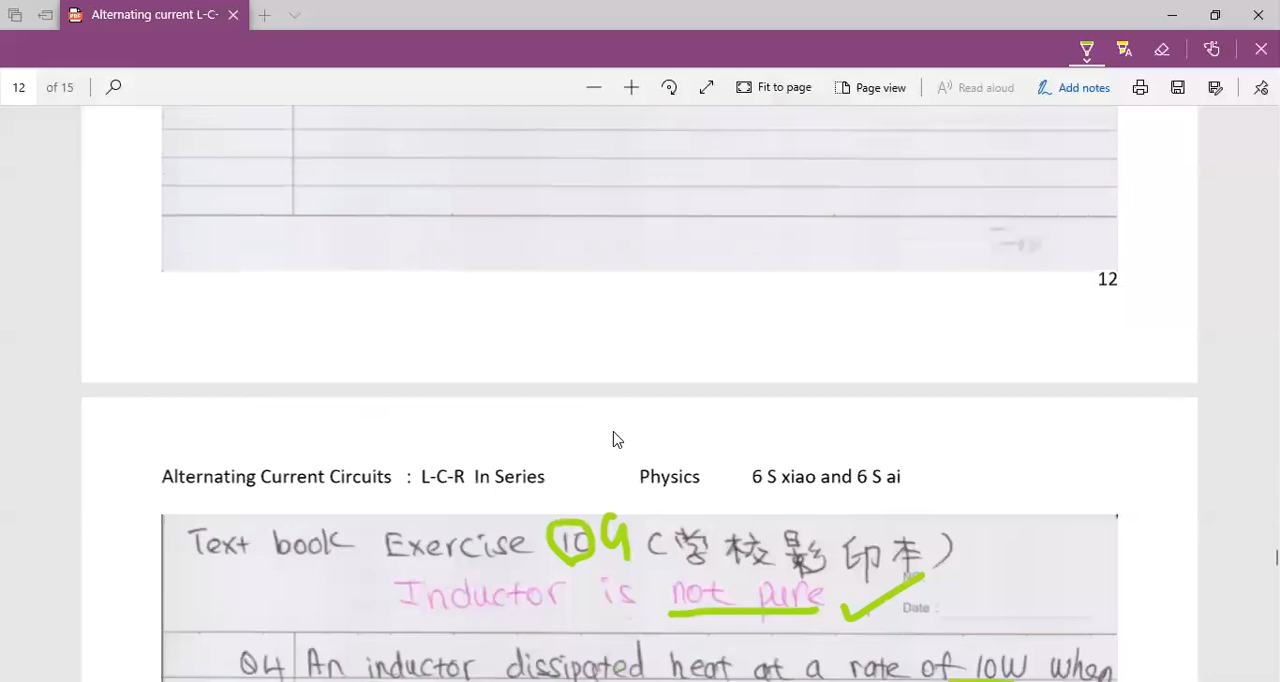 Alternating current L-C-
12 of 15 Fit to page Page view Read aloud Add notes
12
Alternating Current Circuits : L-C-R In Series Physics 6 S xiao and 6 S ai
Text book Exercise 10 9 (学校影印本)
Inductor is not pure
No.
Date :
Q4 An inductor dissipated heat at a rate of 10W when